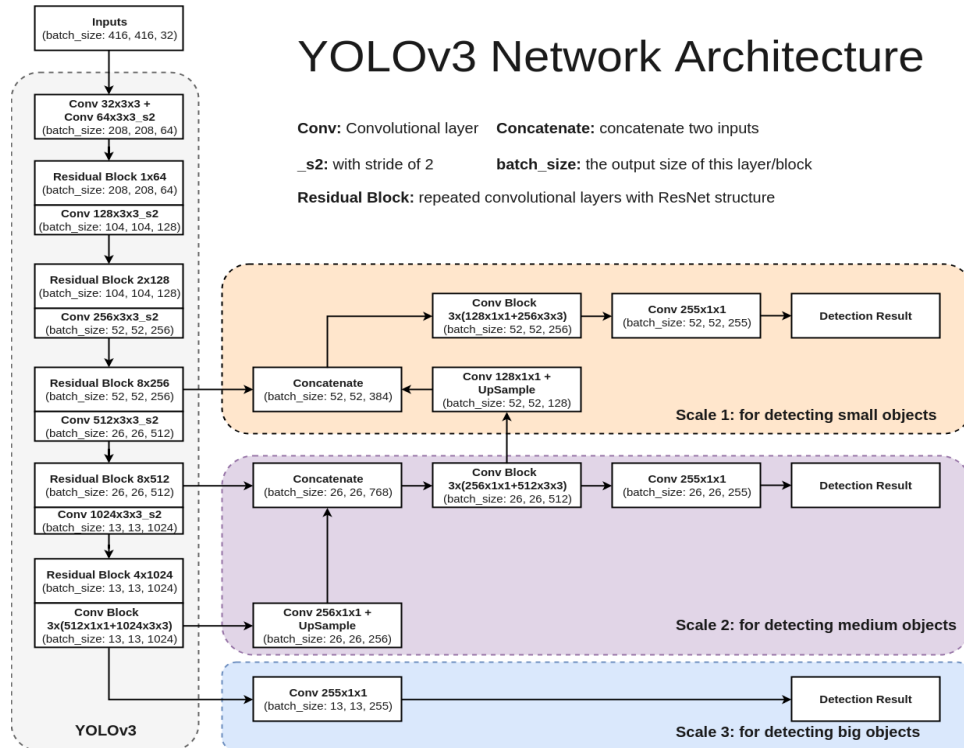 Inputs
(batch_size: 416, 416, 32)
YOLOv3 Network Architecture
Conv: Convolutional layer
Concatenate: concatenate two inputs
_s2: with stride of 2
batch_size: the output size of this layer/block
Residual Block: repeated convolutional layers with ResNet structure
Conv 32x3x3 +
Conv 64x3x3_s2
(batch_size: 208, 208, 64)
Residual Block 1x64
(batch_size: 208, 208, 64)
Conv 128x3x3_s2
(batch_size: 104, 104, 128)
Residual Block 2x128
(batch_size: 104, 104, 128)
Conv 256x3x3_s2
(batch_size: 52, 52, 256)
Residual Block 8x256
(batch_size: 52, 52, 256)
Conv 512x3x3_s2
(batch_size: 26, 26, 512)
Residual Block 8x512
(batch_size: 26, 26, 512)
Conv 1024x3x3_s2
(batch_size: 13, 13, 1024)
Residual Block 4x1024
(batch_size: 13, 13, 1024)
Conv Block
3x(512x1x1+1024x3x3)
(batch_size: 13, 13, 1024)
YOLOv3
Conv Block
3x(128x1x1+256x3x3)
(batch_size: 52, 52, 256)
Conv 255x1x1
(batch_size: 52, 52, 255)
Detection Result
Concatenate
(batch_size: 52, 52, 384)
Conv 128x1x1 +
UpSample
(batch_size: 52, 52, 128)
Scale 1: for detecting small objects
Concatenate
(batch_size: 26, 26, 768)
Conv Block
3x(256x1x1+512x3x3)
(batch_size: 26, 26, 512)
Conv 255x1x1
(batch_size: 26, 26, 255)
Detection Result
Conv 256x1x1 +
UpSample
(batch_size: 26, 26, 256)
Scale 2: for detecting medium objects
Conv 255x1x1
(batch_size: 13, 13, 255)
Detection Result
Scale 3: for detecting big objects